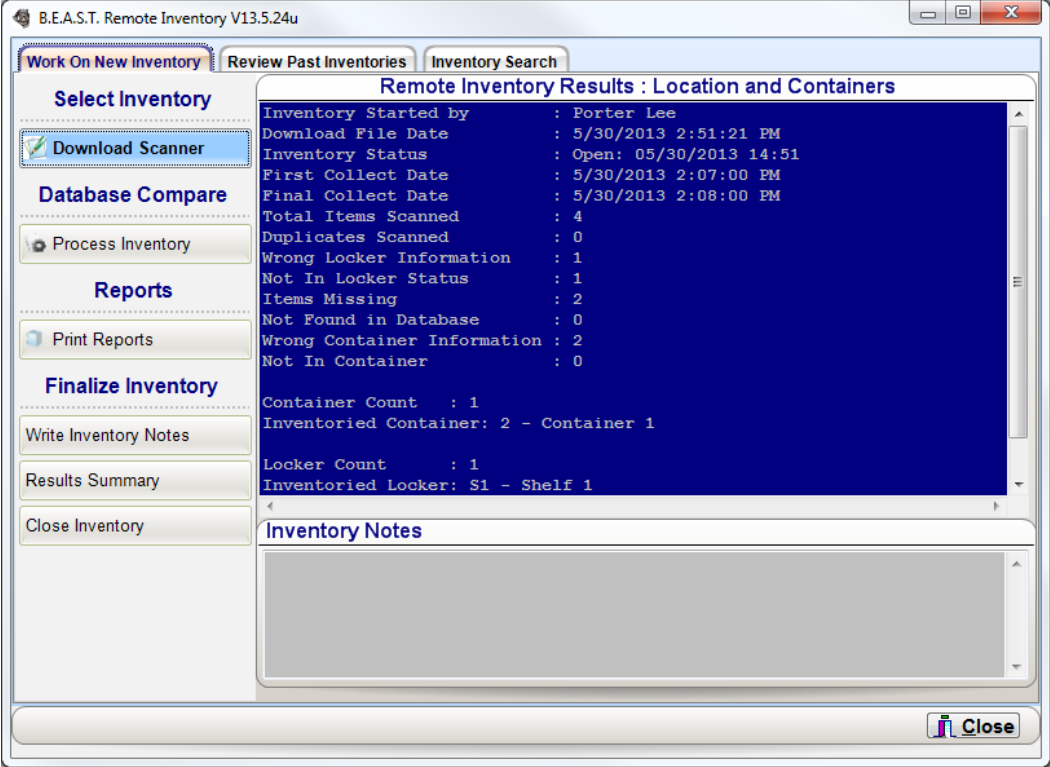 B.E.A.S.T. Remote Inventory V13.5.24u
Work On New Inventory
Review Past Inventories
Inventory Search
Select Inventory
Download Scanner
Database Compare
Process Inventory
Reports
Print Reports
Finalize Inventory
Write Inventory Notes
Results Summary
Close Inventory
Remote Inventory Results : Location and Containers
Inventory Started by : Porter Lee
Download File Date : 5/30/2013 2:51:21 PM
Inventory Status : Open: 05/30/2013 14:51
First Collect Date : 5/30/2013 2:07:00 PM
Final Collect Date : 5/30/2013 2:08:00 PM
Total Items Scanned : 4
Duplicates Scanned : 0
Wrong Locker Information : 1
Not In Locker Status : 1
Items Missing : 2
Not Found in Database : 0
Wrong Container Information : 2
Not In Container : 0
Container Count : 1
Inventoried Container: 2 - Container 1
Locker Count : 1
Inventoried Locker: S1 - Shelf 1
Inventory Notes
Close